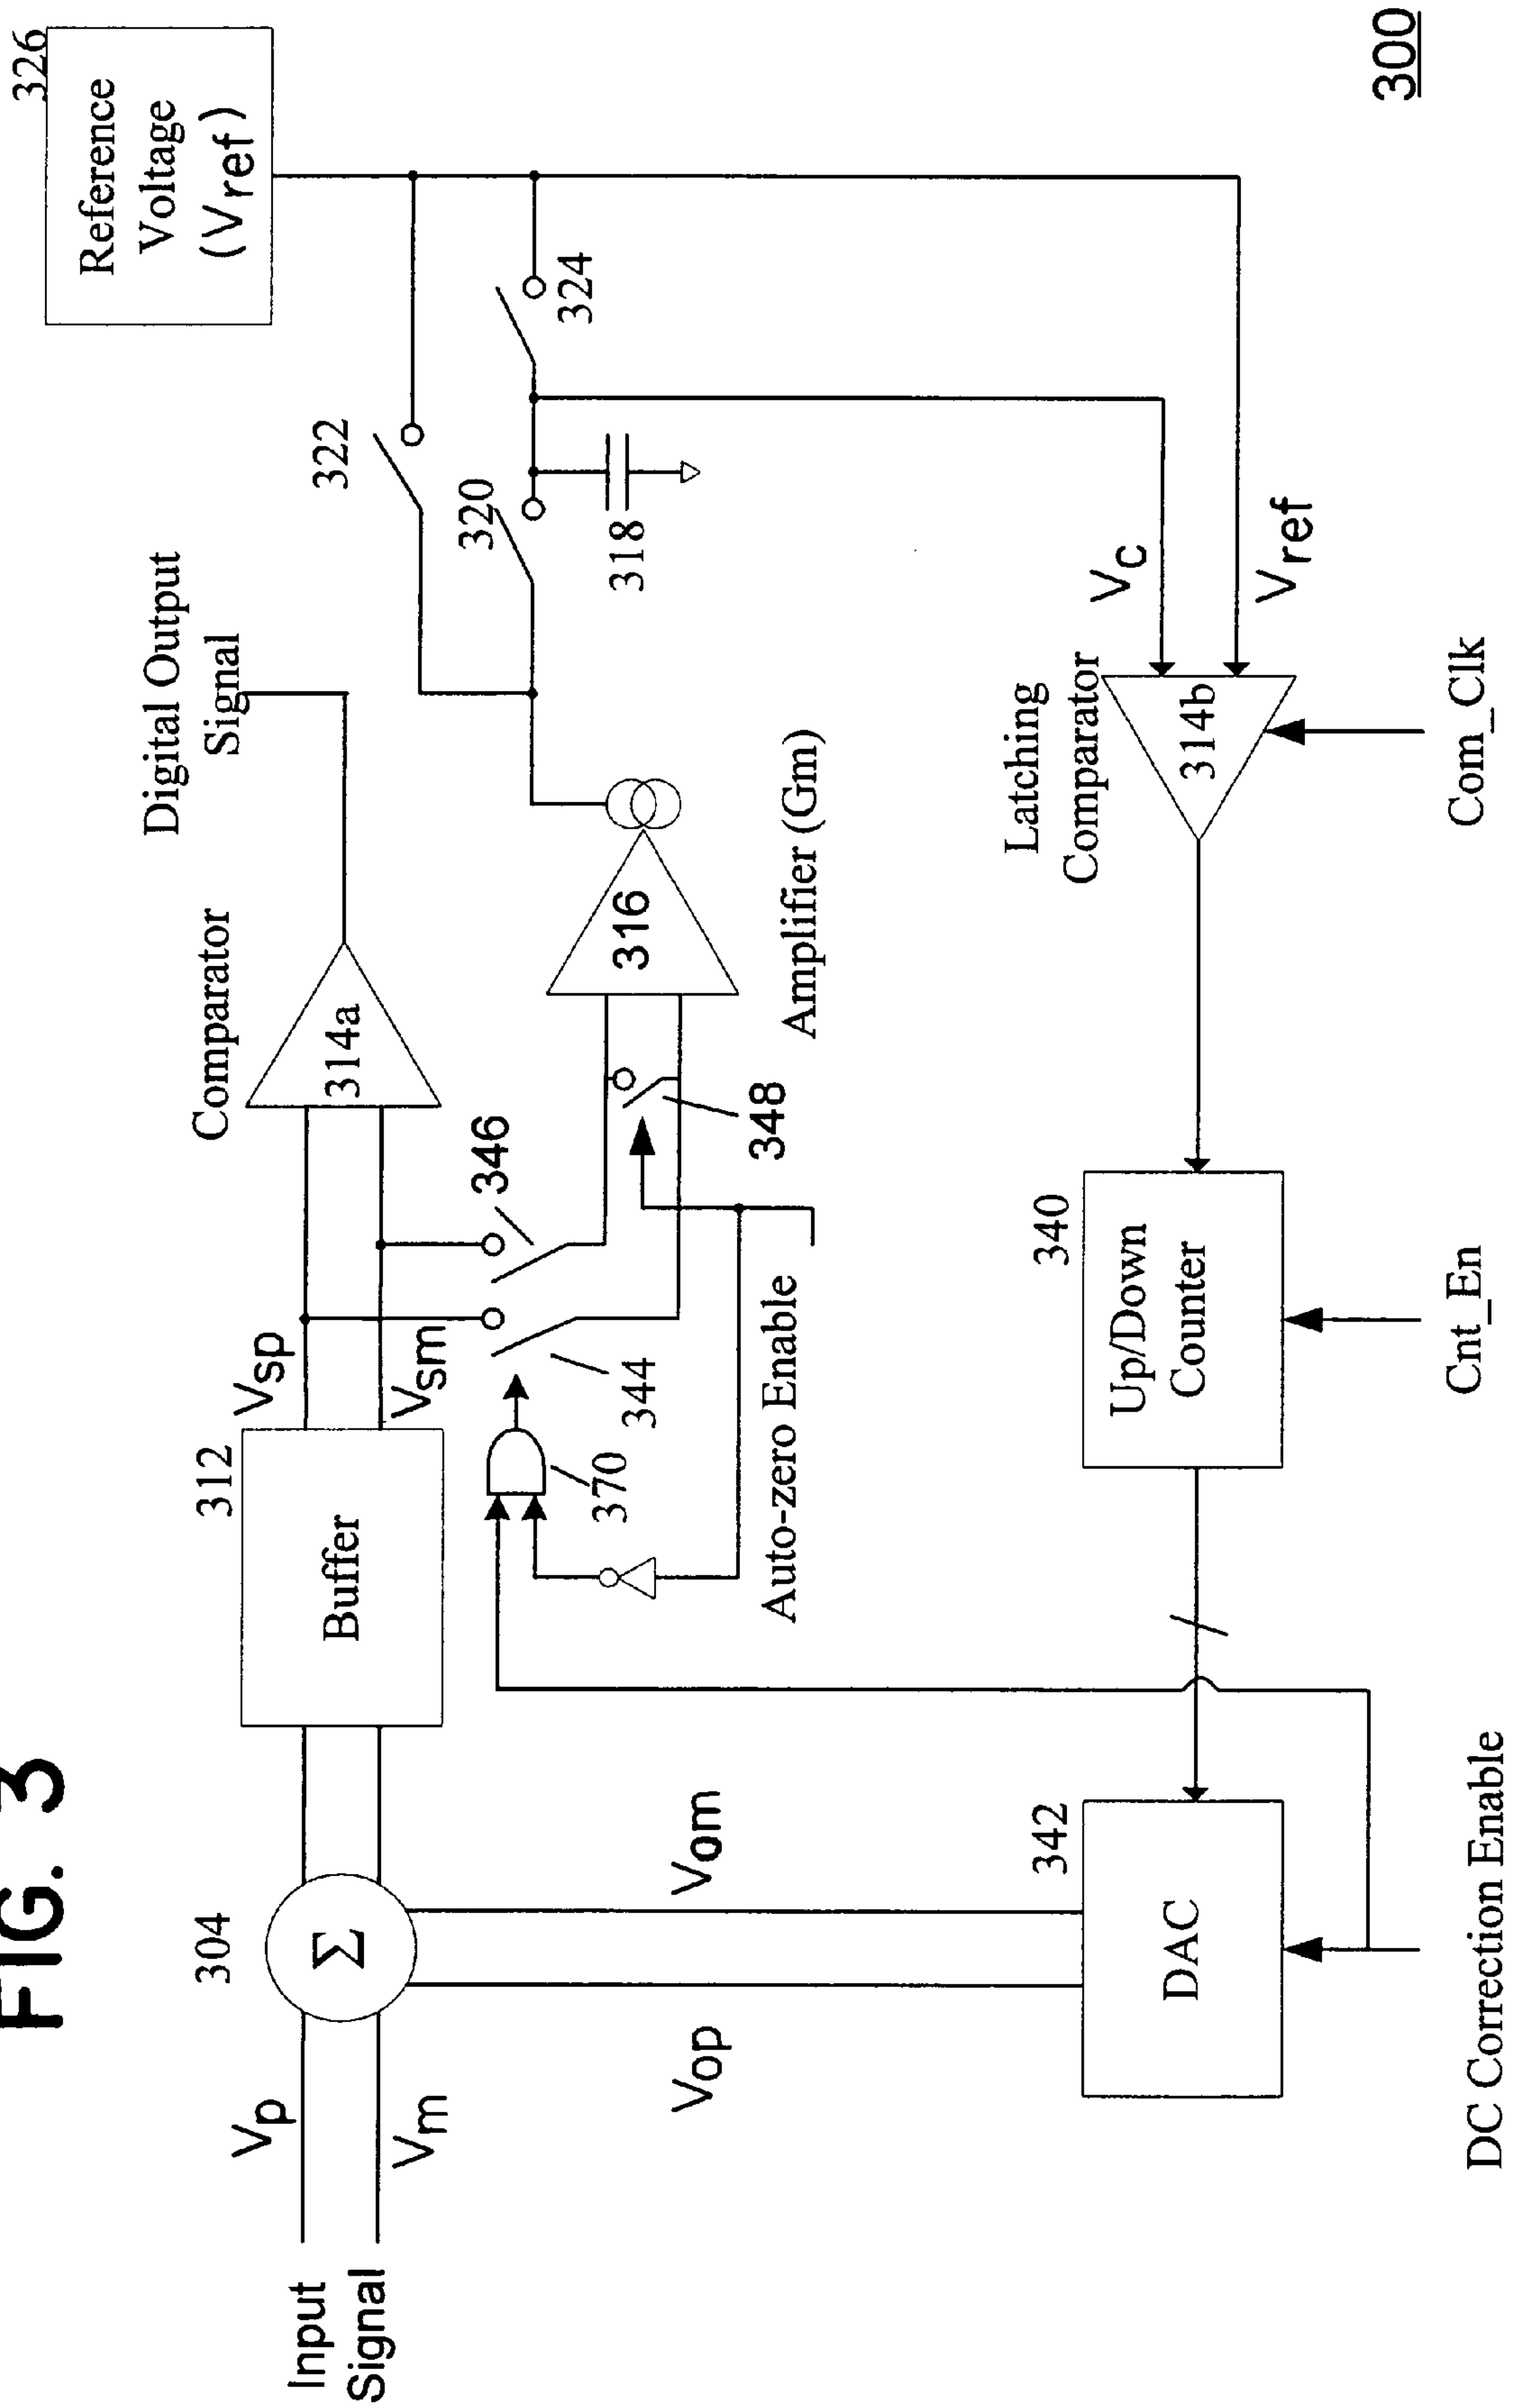 FIG. 3
300
326
Reference
Voltage
(Vref)
Digital Output
Signal
322
320
324
318
Comparator
314a
346
316
348
Amplifier (Gm)
312
Buffer
Vsp
Vsm
344
370
Auto-zero Enable
304
Σ
Vp
Vm
Input
Signal
Vop
Vom
342
DAC
DC Correction Enable
340
Up/Down
Counter
Cnt_En
Latching
Comparator
314b
Com_Clk
Vc
Vref